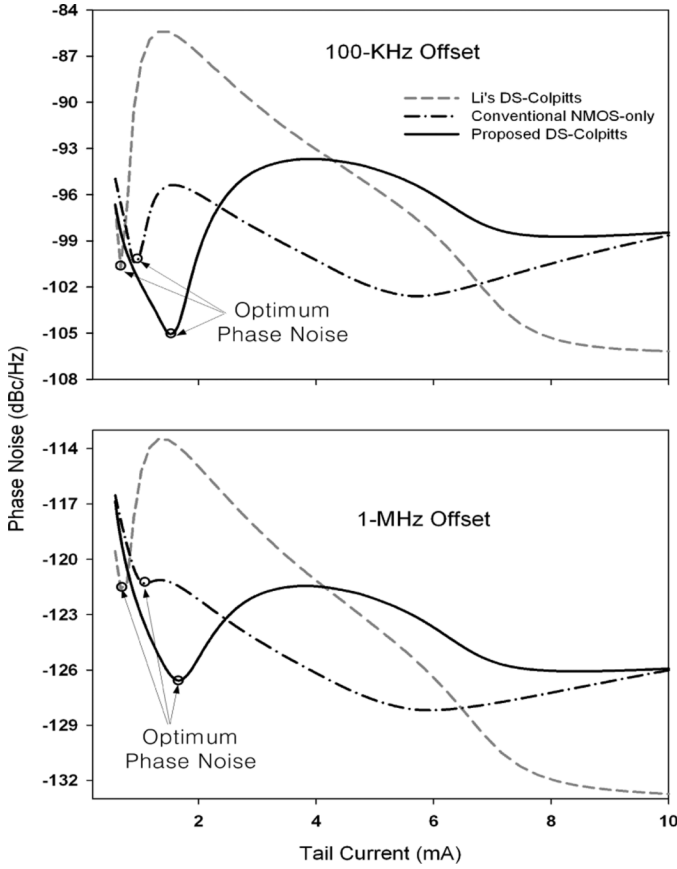 -84
100-KHz Offset
-87
-90
Li's DS-Colpitts
Conventional NMOS-only
Proposed DS-Colpitts
-93
-96
-99
-102
Optimum
Phase Noise
-105
-108
Phase Noise (dBc/Hz)
-114
-117
1-MHz Offset
-120
-123
-126
Optimum
Phase Noise
-129
-132
2 4 6 8 10
Tail Current (mA)